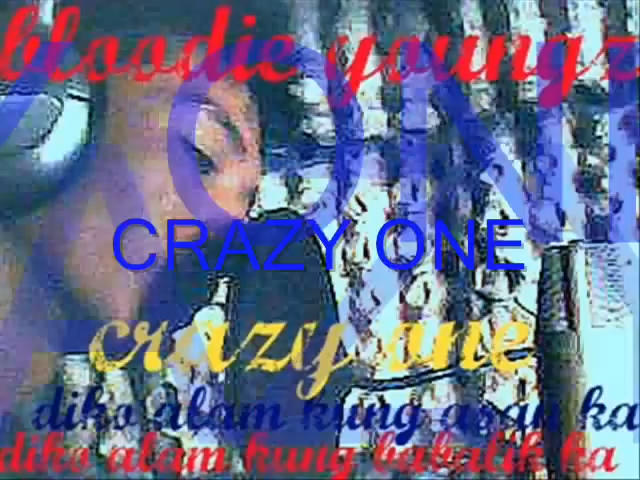 bloodie youngz
CRAZY ONE
crazy one
diko alam kung asan ka
diko alam kung babalik ka